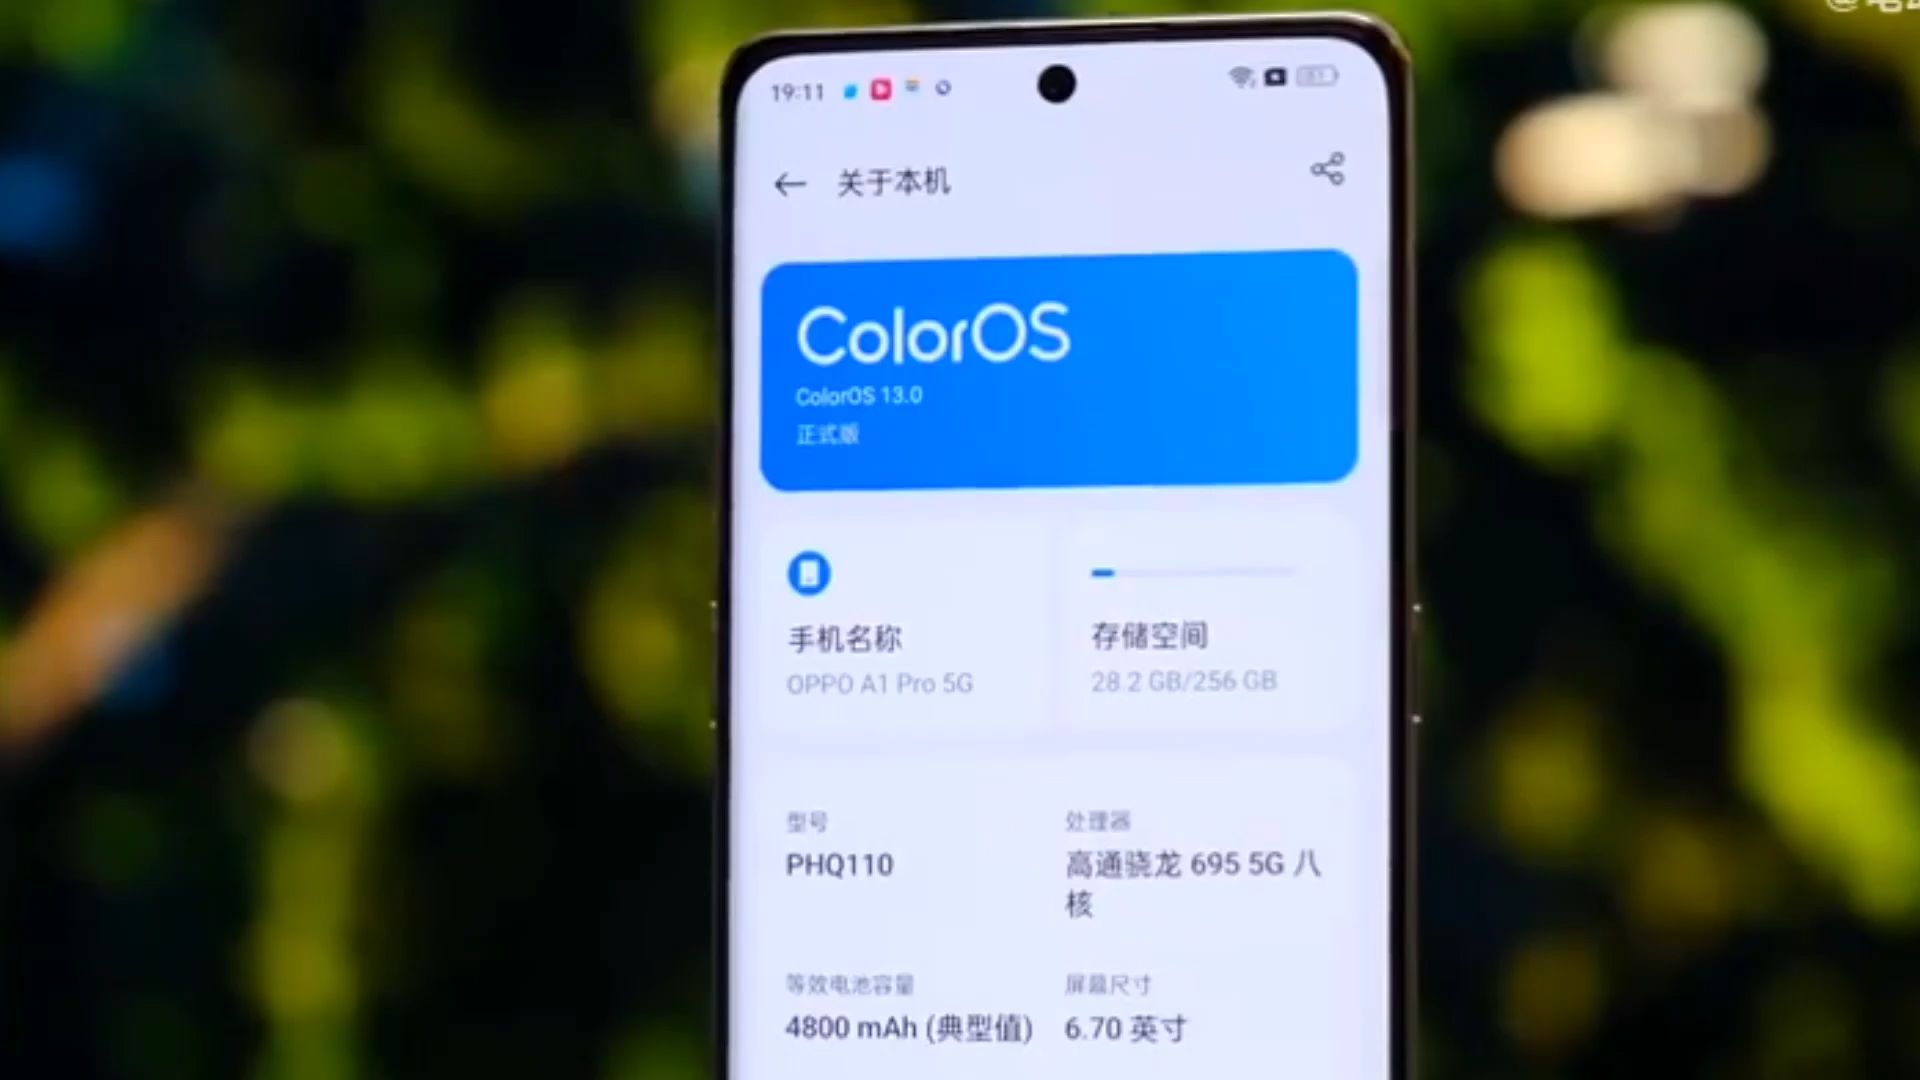 19:11
关于本机
ColorOS
ColorOS 13.0
正式版
手机名称
OPPO A1 Pro 5G
存储空间
28.2 GB/256 GB
型号
PHQ110
处理器
高通骁龙 695 5G 八
核
等效电池容量
4800 mAh (典型值)
屏幕尺寸
6.70 英寸